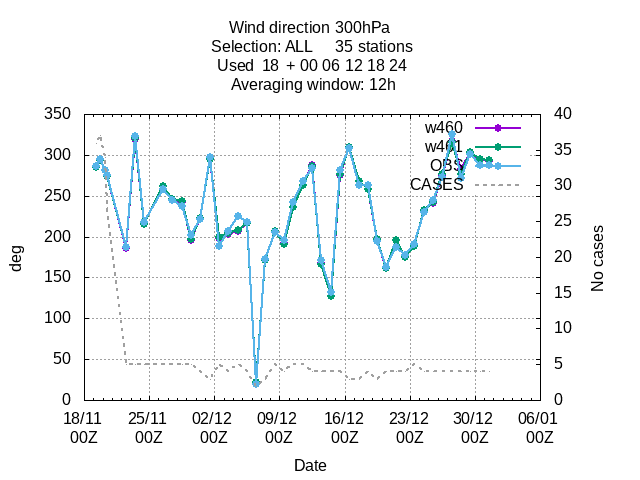 Wind direction 300hPa
Selection: ALL 35 stations
Used 18 + 00 06 12 18 24
Averaging window: 12h
350 40
w460
w461
OBS
CASES
35
300
30
250
25
200
20
150
15
100
10
50
5
0 0
deg
No cases
18/11 25/11 02/12 09/12 16/12 23/12 30/12 06/01
00Z 00Z 00Z 00Z 00Z 00Z 00Z 00Z
Date